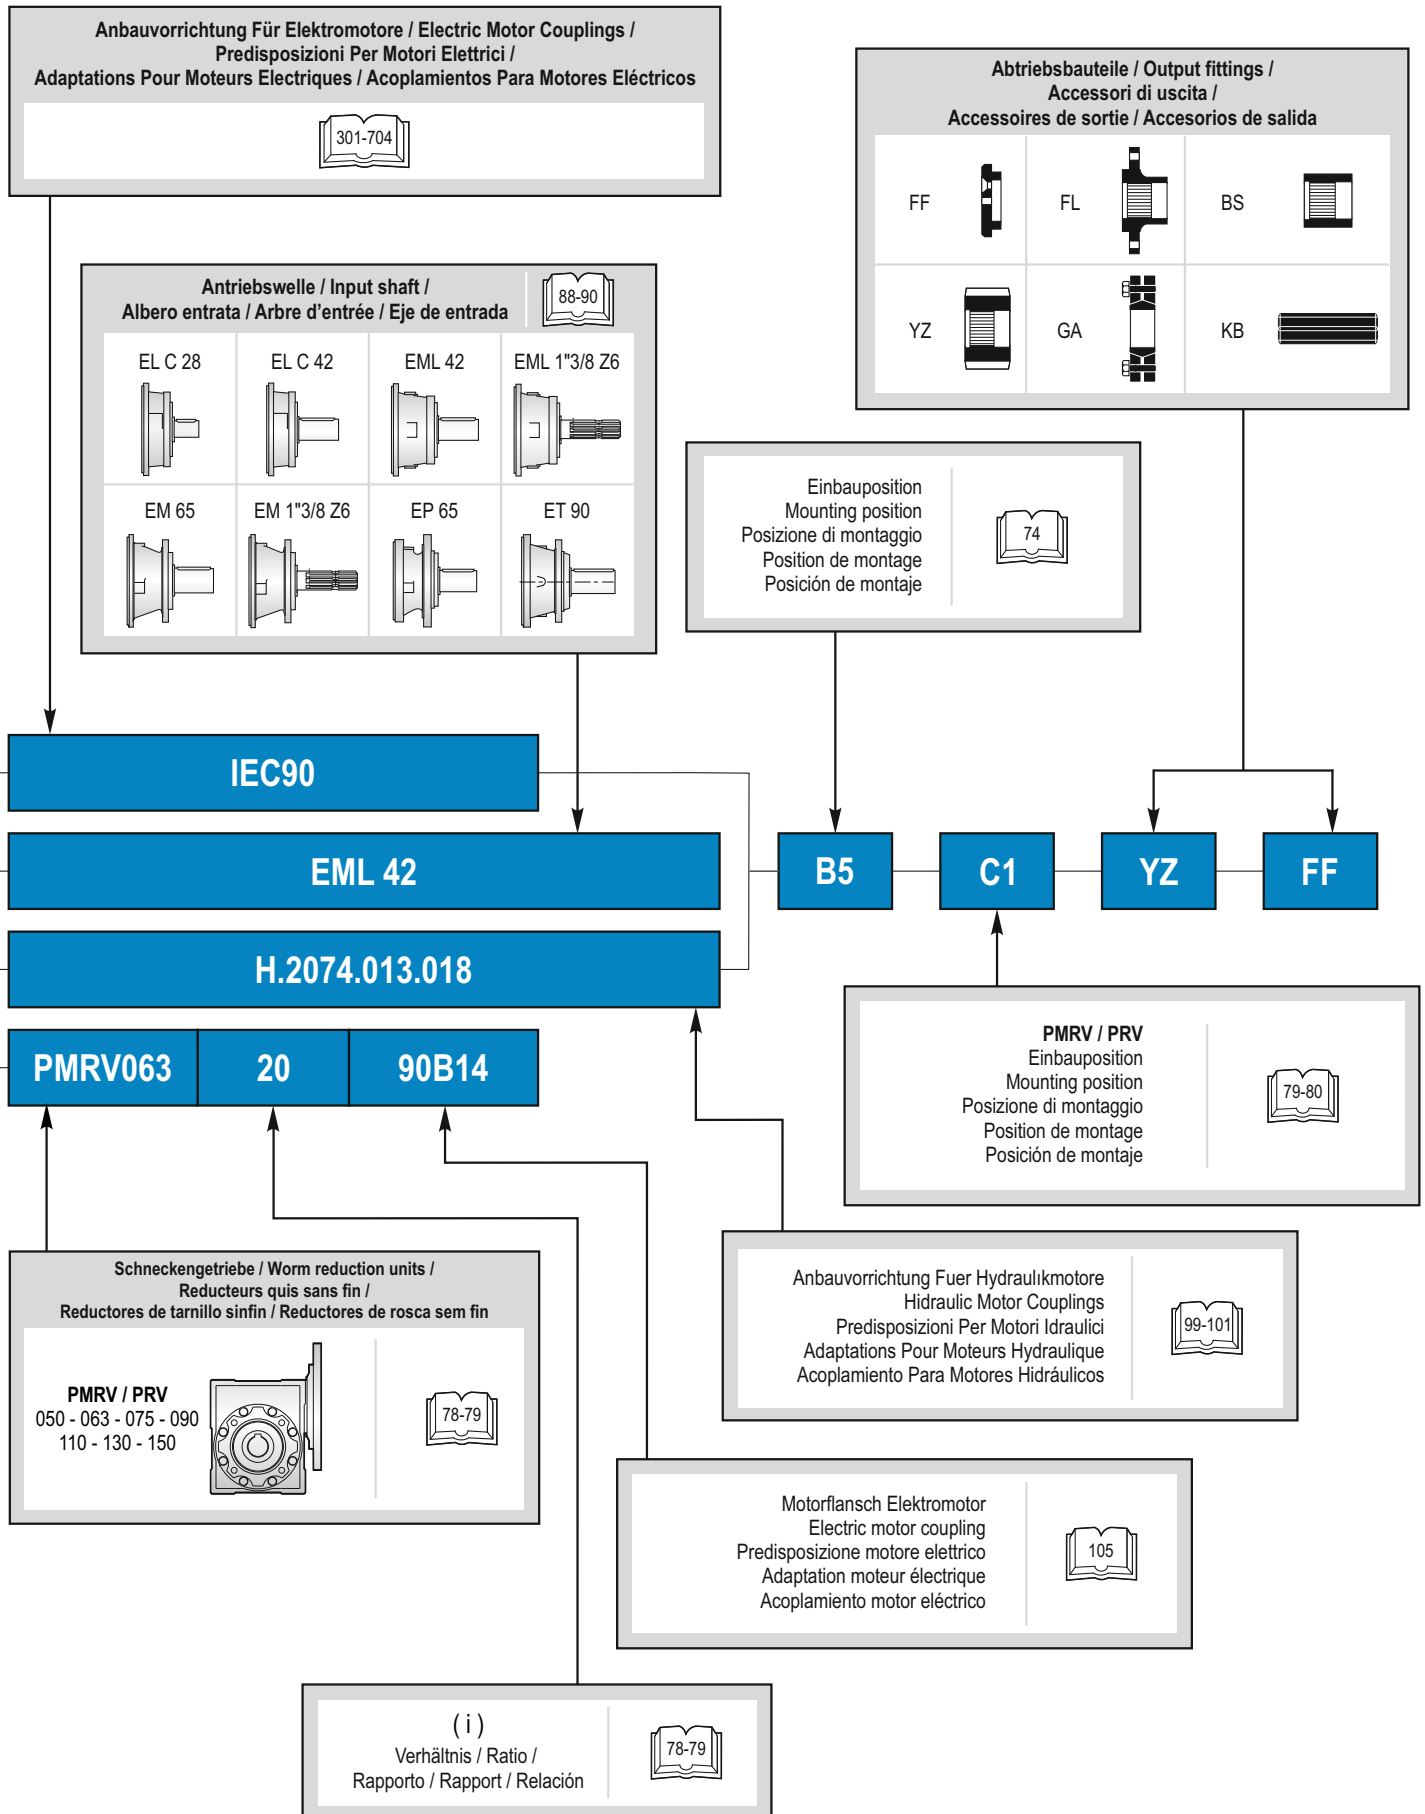 Anbauvorrichtung Für Elektromotore / Electric Motor Couplings /
Predisposizioni Per Motori Elettrici /
Adaptations Pour Moteurs Electriques / Acoplamientos Para Motores Eléctricos
301-704
Abtriebsbauteile / Output fittings /
Accessori di uscita /
Accessoires de sortie / Accesorios de salida
FF FL BS
YZ GA KB
Antriebswelle / Input shaft /
Albero entrata / Arbre d'entrée / Eje de entrada
88-90
EL C 28 EL C 42 EML 42 EML 1"3/8 Z6
EM 65 EM 1"3/8 Z6 EP 65 ET 90
Einbauposition
Mounting position
Posizione di montaggio
Position de montage
Posición de montaje
74
IEC90
EML 42
B5 C1 YZ FF
H.2074.013.018
PMRV063 20 90B14
PMRV / PRV
Einbauposition
Mounting position
Posizione di montaggio
Position de montage
Posición de montaje
79-80
Schneckengetriebe / Worm reduction units /
Reducteurs quis sans fin /
Reductores de tarnillo sinfin / Reductores de rosca sem fin
PMRV / PRV
050 - 063 - 075 - 090
110 - 130 - 150
78-79
Anbauvorrichtung Fuer Hydraulıkmotore
Hidraulic Motor Couplings
Predisposizioni Per Motori Idraulici
Adaptations Pour Moteurs Hydraulique
Acoplamiento Para Motores Hidráulicos
99-101
Motorflansch Elektromotor
Electric motor coupling
Predisposizione motore elettrico
Adaptation moteur électrique
Acoplamiento motor eléctrico
105
( i )
Verhältnis / Ratio /
Rapporto / Rapport / Relación
78-79